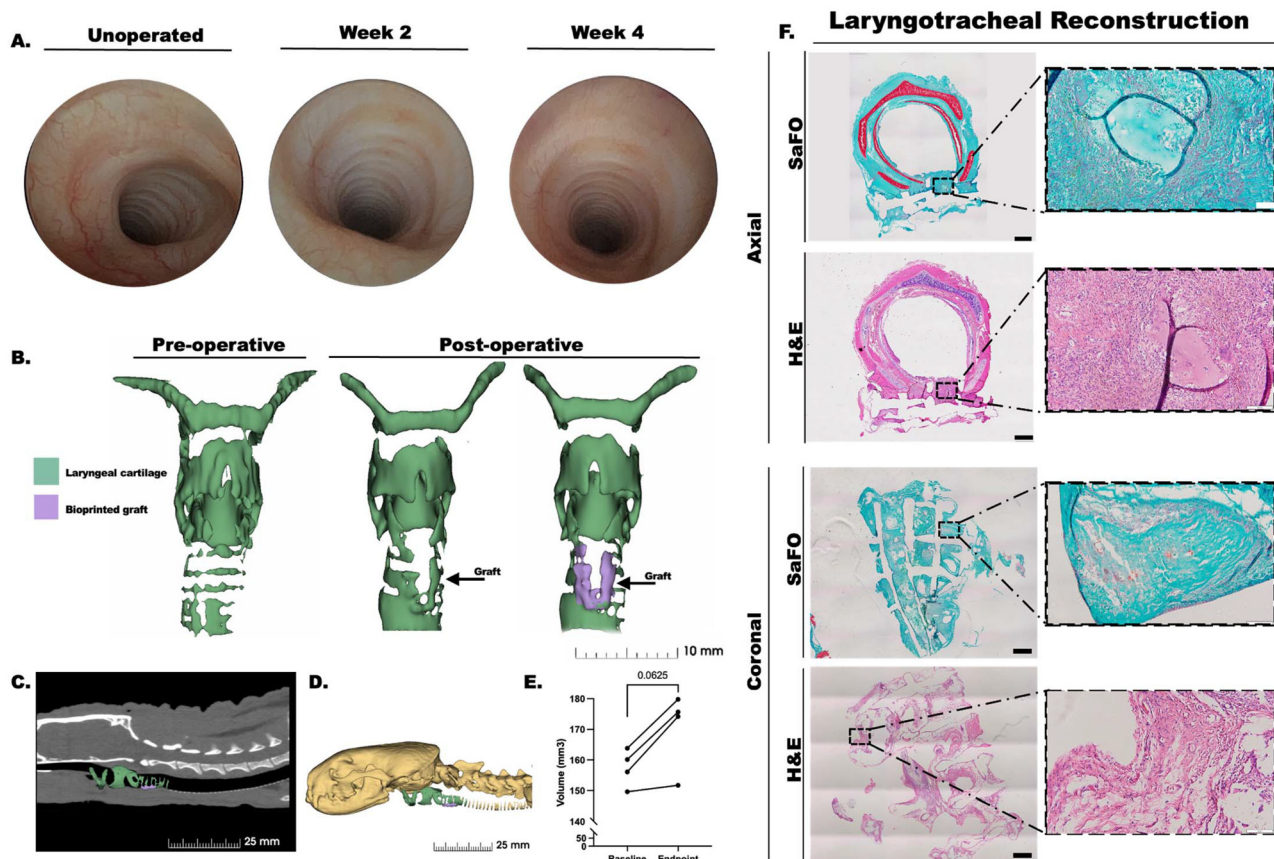 A.
Unoperated
Week 2
Week 4
B.
Pre-operative
Post-operative
Laryngeal cartilage
Bioprinted graft
Graft
Graft
10 mm
C.
25 mm
D.
25 mm
E.
0.0625
Volume (mm3)
180
170
160
150
140
50
0
Baseline
Endpoint
F.
Laryngotracheal Reconstruction
Axial
SaFO
H&E
Coronal
SaFO
H&E